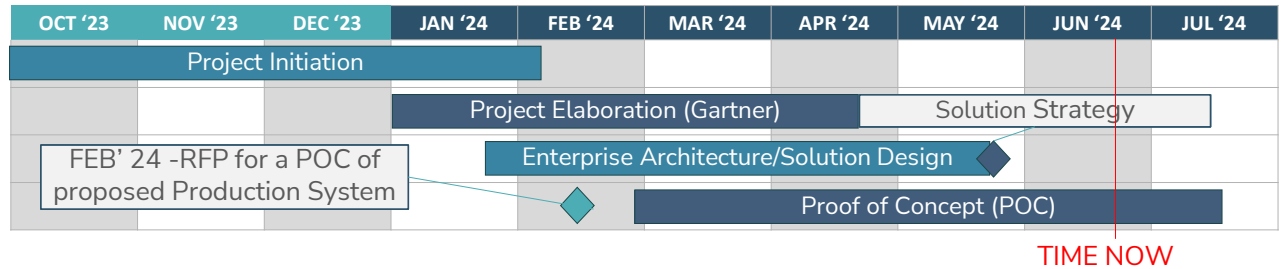 OCT ‘23 NOV ‘23 DEC ‘23 JAN ‘24 FEB ‘24 MAR ‘24 APR ‘24 MAY ‘24 JUN ‘24 JUL ‘24
Project Initiation
Project Elaboration (Gartner) Solution Strategy
Enterprise Architecture/Solution Design
FEB’ 24 -RFP for a POC of
proposed Production System
Proof of Concept (POC)
TIME NOW